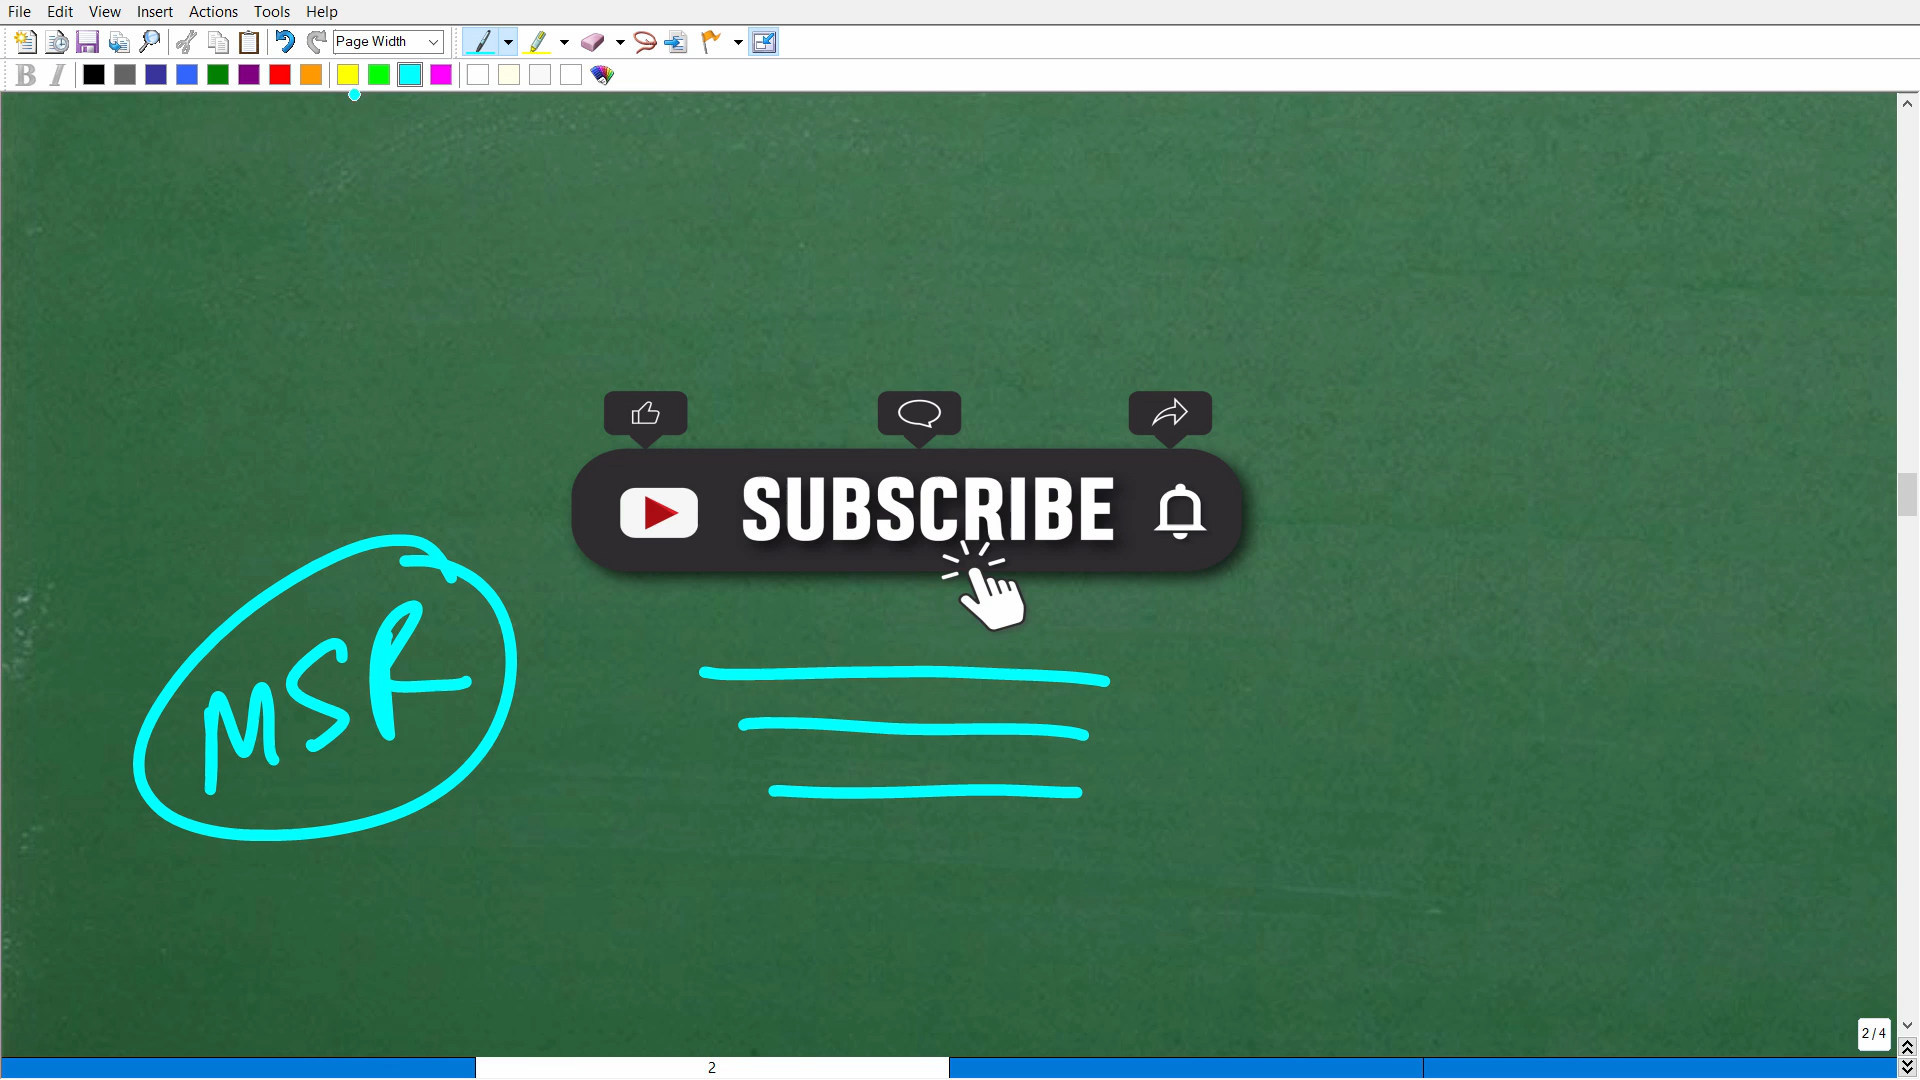 File Edit View Insert Actions Tools Help
Page Width
B I
SUBSCRIBE
MSR
2 / 4
2